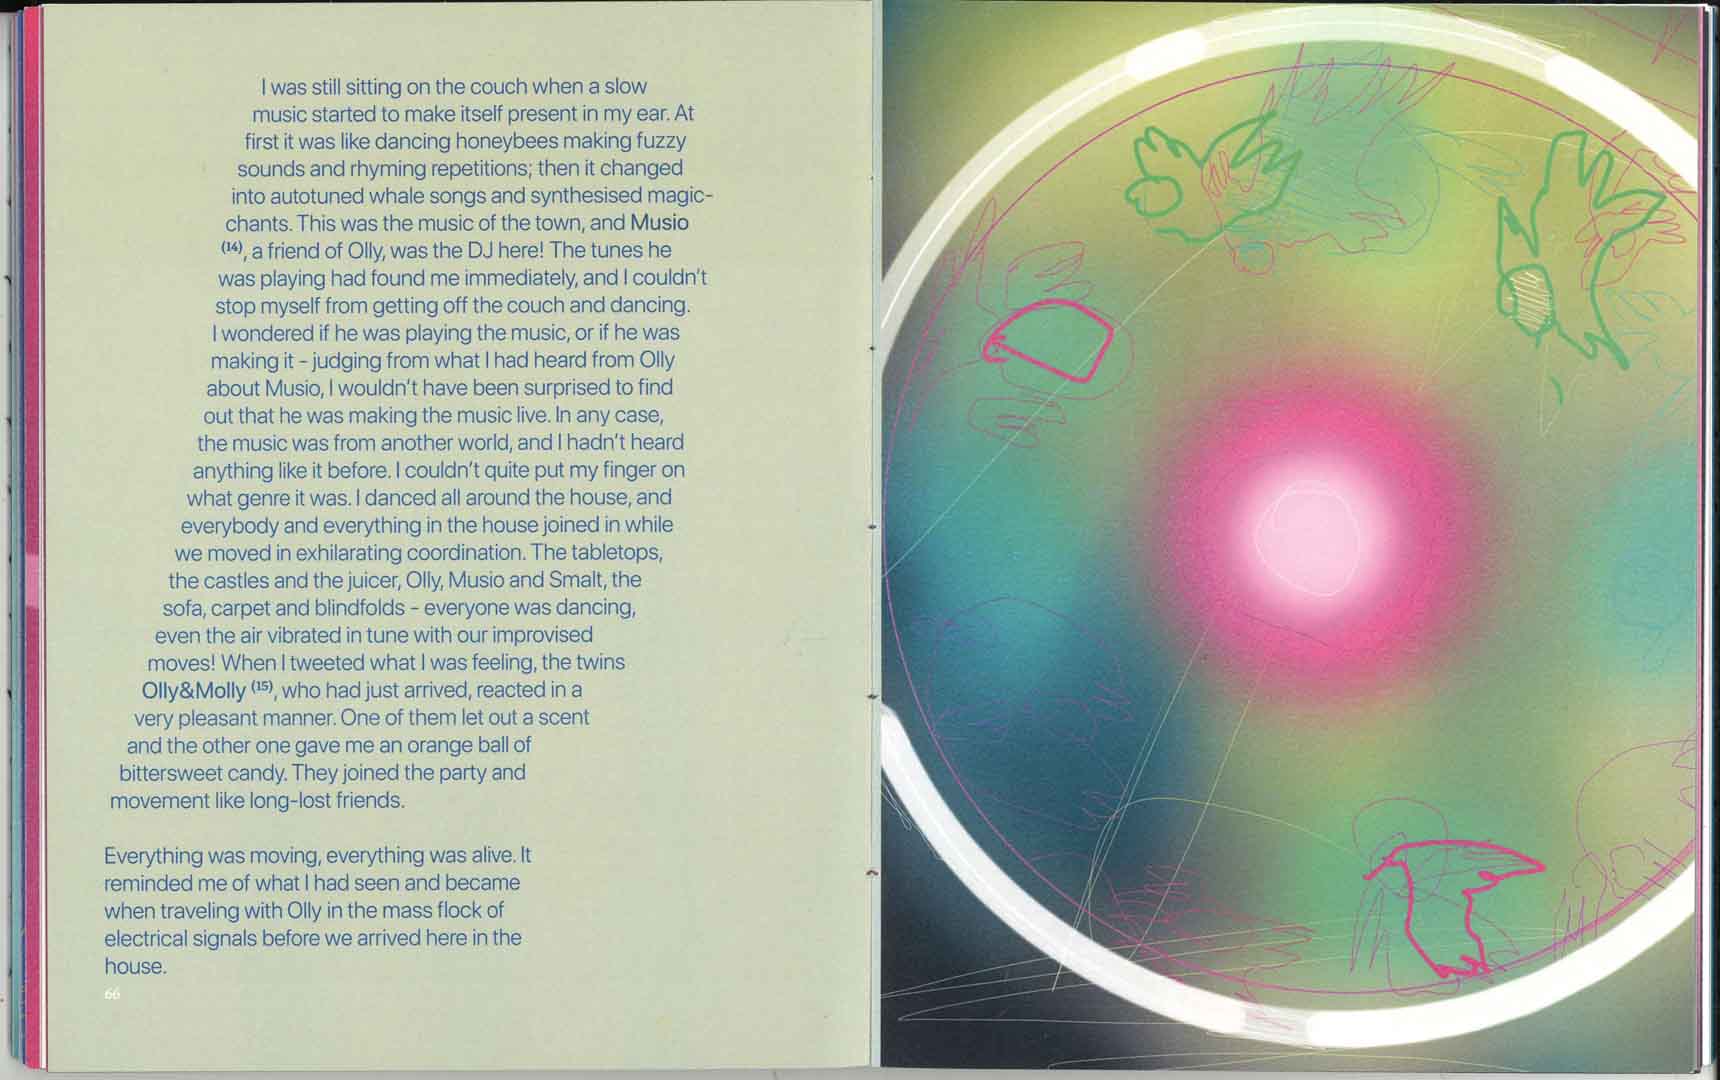 I was still sitting on the couch when a slow
music started to make itself present in my ear. At
first it was like dancing honeybees making fuzzy
sounds and rhyming repetitions; then it changed
into autotuned whale songs and synthesised magic-
chants. This was the music of the town, and Musio
(14), a friend of Olly, was the DJ here! The tunes he
was playing had found me immediately, and I couldn't
stop myself from getting off the couch and dancing.
I wondered if he was playing the music, or if he was
making it – judging from what I had heard from Olly
about Musio, I wouldn't have been surprised to find
out that he was making the music live. In any case,
the music was from another world, and I hadn't heard
anything like it before. I couldn't quite put my finger on
what genre it was. I danced all around the house, and
everybody and everything in the house joined in while
we moved in exhilarating coordination. The tabletops,
the castles and the juicer, Olly, Musio and Smalt, the
sofa, carpet and blindfolds – everyone was dancing,
even the air vibrated in tune with our improvised
moves! When I tweeted what I was feeling, the twins
Olly&Molly (15), who had just arrived, reacted in a
very pleasant manner. One of them let out a scent
and the other one gave me an orange ball of
bittersweet candy. They joined the party and
movement like long-lost friends.
Everything was moving, everything was alive. It
reminded me of what I had seen and became
when traveling with Olly in the mass flock of
electrical signals before we arrived here in the
house.
66